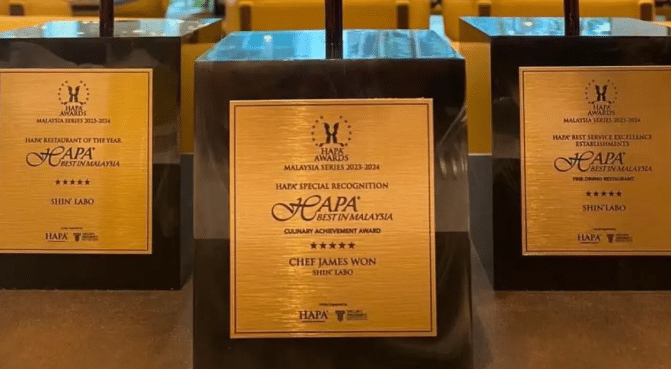 HAPA
AWARDS
MALAYSIA SERIES 2023-2024
HAPA RESTAURANT OF THE YEAR
HAPA
BEST IN MALAYSIA
SHIN' LABO
HAPA
HAPA
AWARDS
MALAYSIA SERIES 2023-2024
HAPA SPECIAL RECOGNITION
HAPA
BEST IN MALAYSIA
CULINARY ACHIEVEMENT AWARD
CHEF JAMES WON
SHIN' LABO
HAPA
HAPA
AWARDS
MALAYSIA SERIES 2023-2024
HAPA BEST SERVICE EXCELLENCE
ESTABLISHMENTS
HAPA
BEST IN MALAYSIA
FINE-DINING RESTAURANT
SHIN' LABO
HAPA